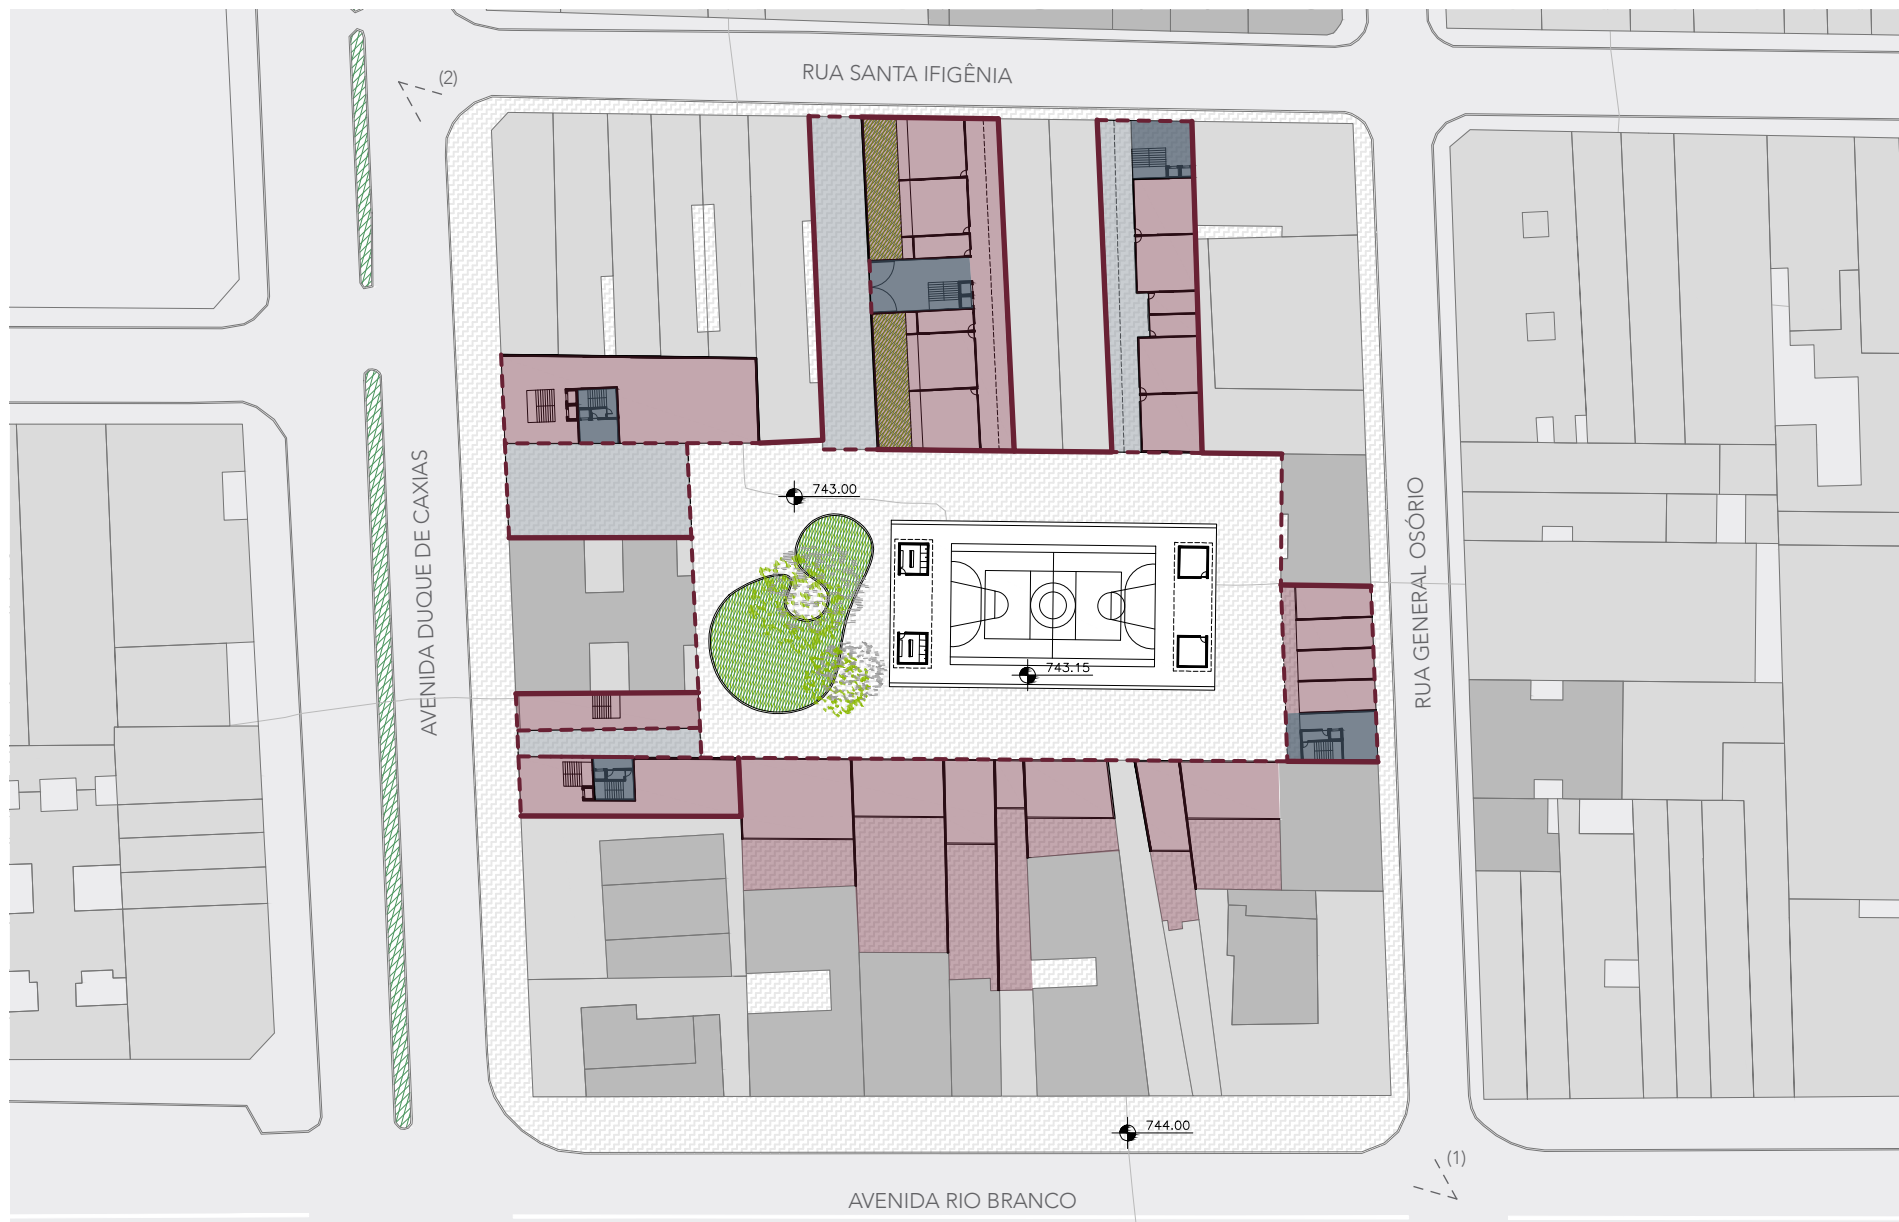 (2)
RUA SANTA IFIGÊNIA
AVENIDA DUQUE DE CAXIAS
743.00
RUA GENERAL OSÓRIO
743.15
744.00
(1)
AVENIDA RIO BRANCO